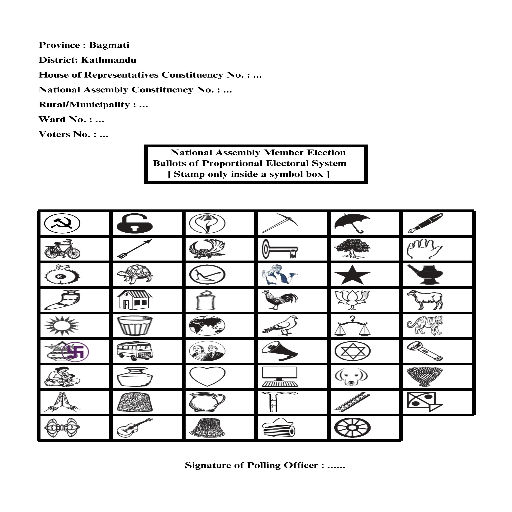 Province : Bagmati
District: Kathmandu
House of Representatives Constituency No. : ...
National Assembly Constituency No. : ...
Rural/Municipality : ...
Ward No. : ...
Voters No. : ...
National Assembly Member Election
Ballots of Proportional Electoral System
[ Stamp only inside a symbol box ]
Signature of Polling Officer : ......